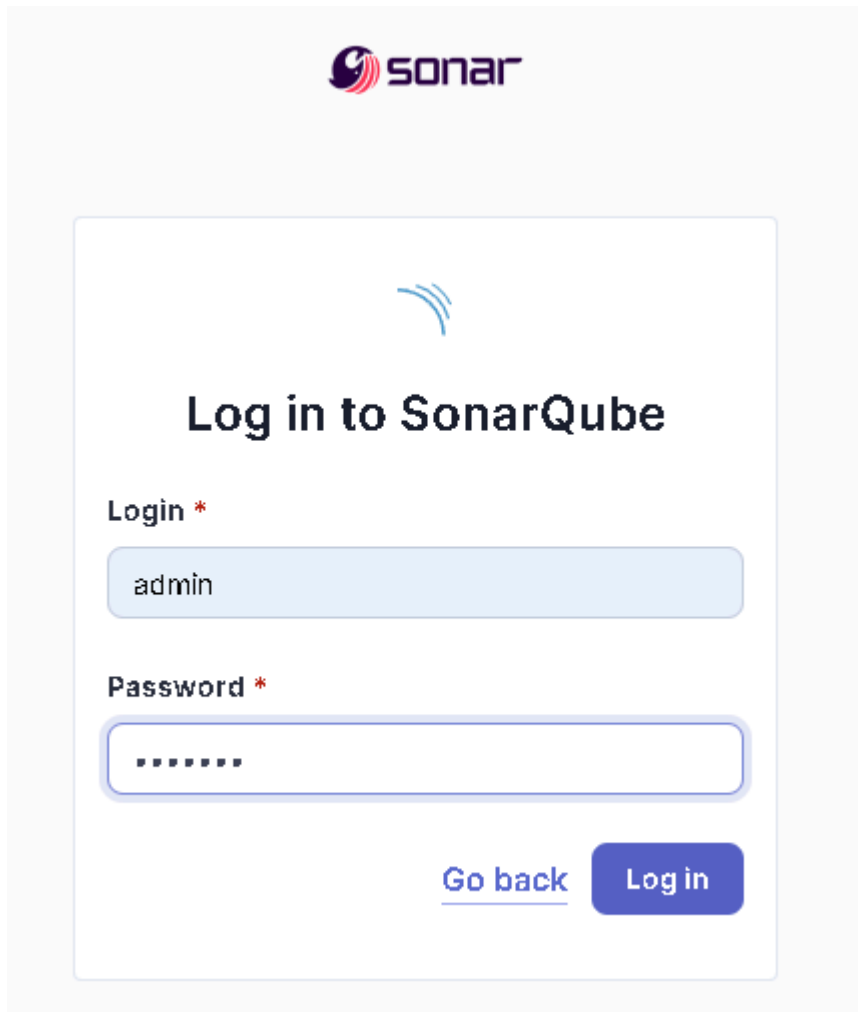 sonar
Log in to SonarQube
Login *
admin
Password *
•••••••
Go back
Log in